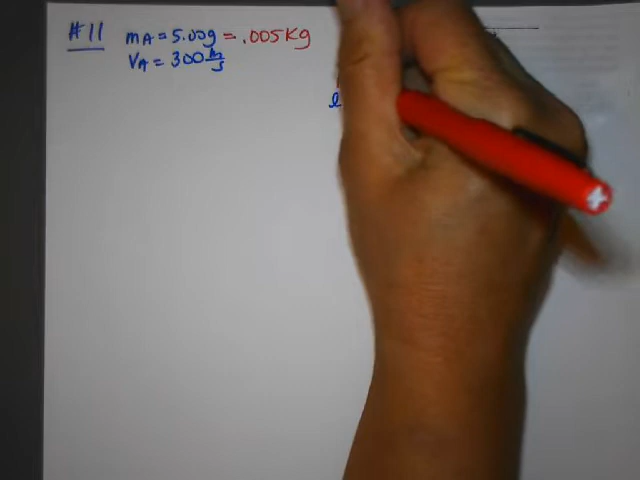 #11 mA = 5.00g = .005Kg
VA = 300 m/s
l